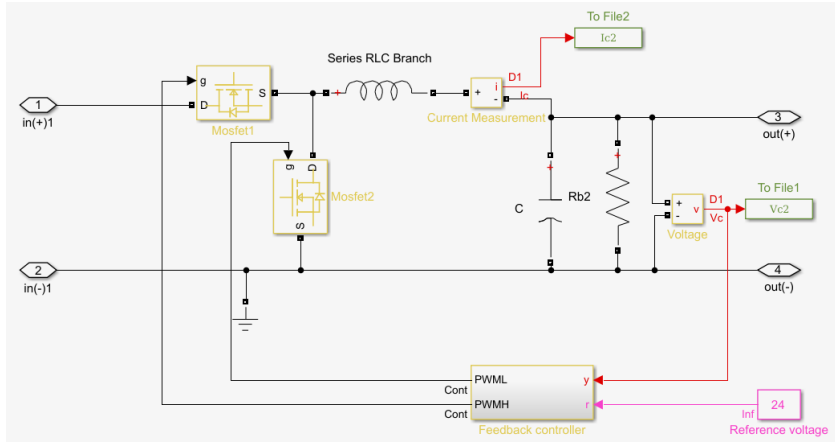 To File2
Ic2
Series RLC Branch
D1
i
+
-
Ic
Current Measurement
g
D
S
Mosfet1
1
in(+)1
3
out(+)
g
D
S
Mosfet2
+
+
+
C
Rb2
To File1
Vc2
D1
Vc
+
-
v
Voltage
2
in(-)1
4
out(-)
PWML
Cont
PWMH
Cont
y
r
Feedback controller
24
Inf
Reference voltage